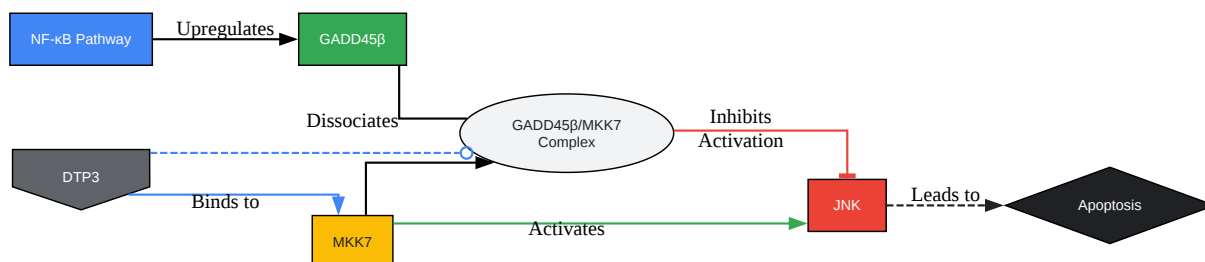 NF-κB Pathway
Upregulates
GADD45β
Dissociates
GADD45β/MKK7
Complex
Inhibits
Activation
DTP3
Binds to
MKK7
Activates
JNK
Leads to
Apoptosis